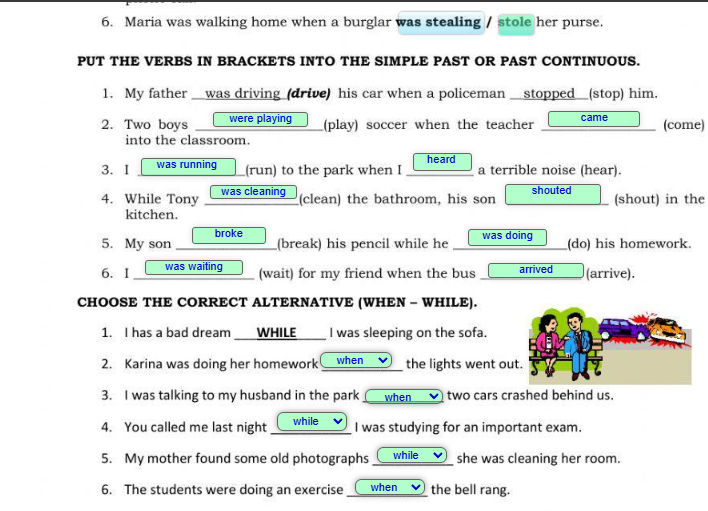 6. Maria was walking home when a burglar was stealing / stole her purse.
PUT THE VERBS IN BRACKETS INTO THE SIMPLE PAST OR PAST CONTINUOUS.
1. My father __was driving (drive) his car when a policeman __stopped__(stop) him.
2. Two boys were playing (play) soccer when the teacher came (come)
into the classroom.
3. I was running (run) to the park when I heard a terrible noise (hear).
4. While Tony was cleaning (clean) the bathroom, his son shouted (shout) in the
kitchen.
5. My son broke (break) his pencil while he was doing (do) his homework.
6. I was waiting (wait) for my friend when the bus arrived (arrive).
CHOOSE THE CORRECT ALTERNATIVE (WHEN – WHILE).
1. I has a bad dream ___WHILE___ I was sleeping on the sofa.
2. Karina was doing her homework when the lights went out.
3. I was talking to my husband in the park when two cars crashed behind us.
4. You called me last night while I was studying for an important exam.
5. My mother found some old photographs while she was cleaning her room.
6. The students were doing an exercise when the bell rang.